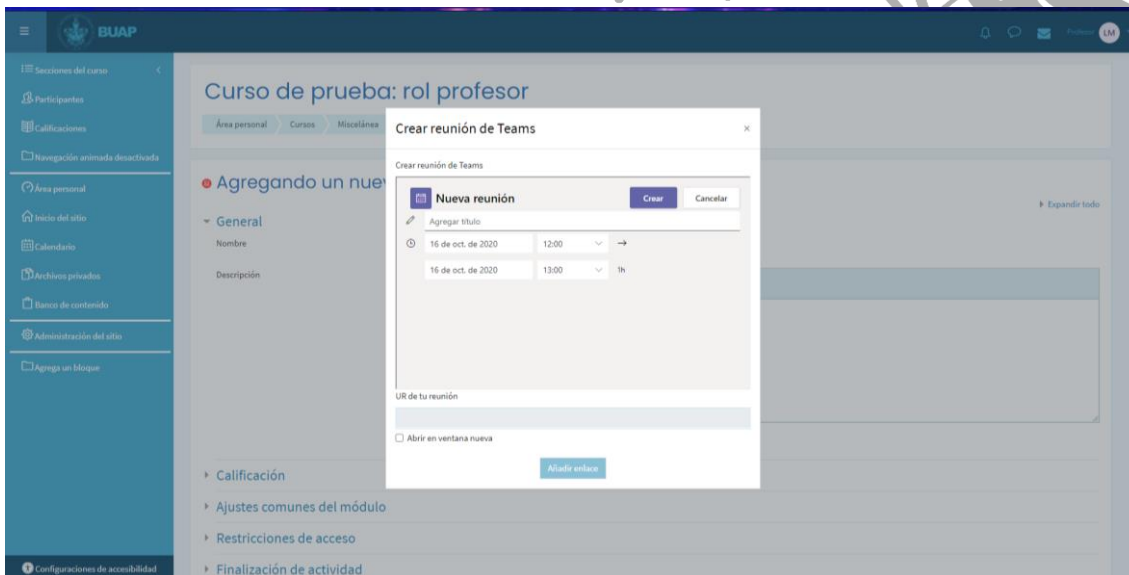 BUAP
Profesor LM
Secciones del curso
Participantes
Calificaciones
Navegación animada desactivada
Área personal
Inicio del sitio
Calendario
Archivos privados
Banco de contenido
Administración del sitio
Agrega un bloque
Configuraciones de accesibilidad
Curso de prueba: rol profesor
Área personal Cursos Miscelánea
Agregando un nue
Expandir todo
General
Nombre
Descripción
Calificación
Ajustes comunes del módulo
Restricciones de acceso
Finalización de actividad
Crear reunión de Teams ×
Crear reunión de Teams
Nueva reunión Crear Cancelar
Agregar título
16 de oct. de 2020 12:00 →
16 de oct. de 2020 13:00 1h
UR de tu reunión
Abrir en ventana nueva
Añadir enlace